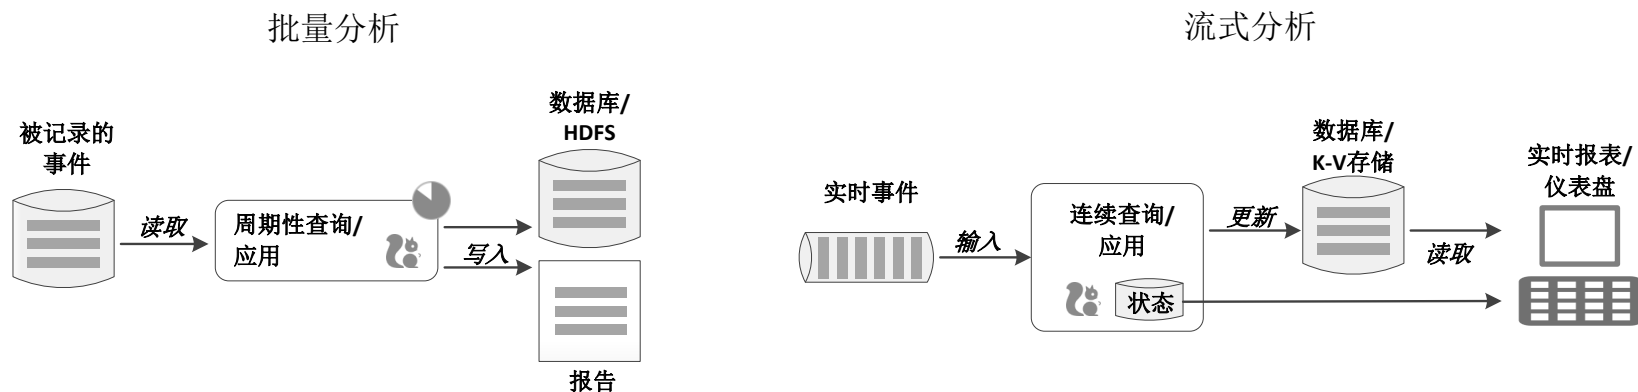 批量分析
被记录的
事件
读取
周期性查询/
应用
写入
数据库/
HDFS
报告
流式分析
实时事件
输入
连续查询/
应用
状态
更新
数据库/
K-V存储
读取
实时报表/
仪表盘